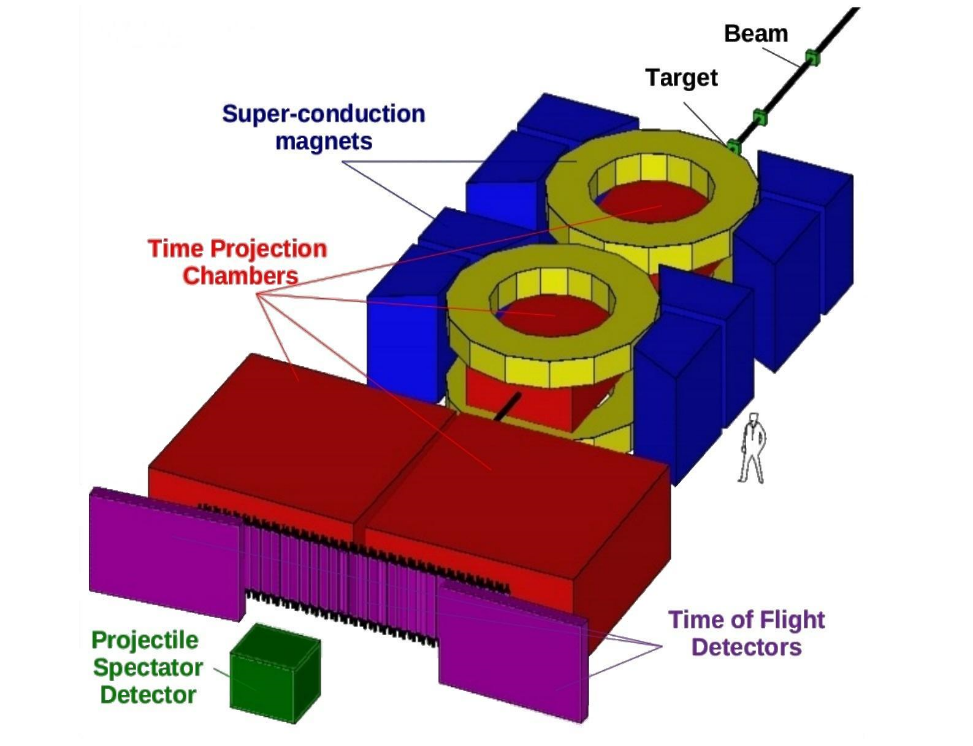 Beam
Target
Super-conduction
magnets
Time Projection
Chambers
Time of Flight
Detectors
Projectile
Spectator
Detector